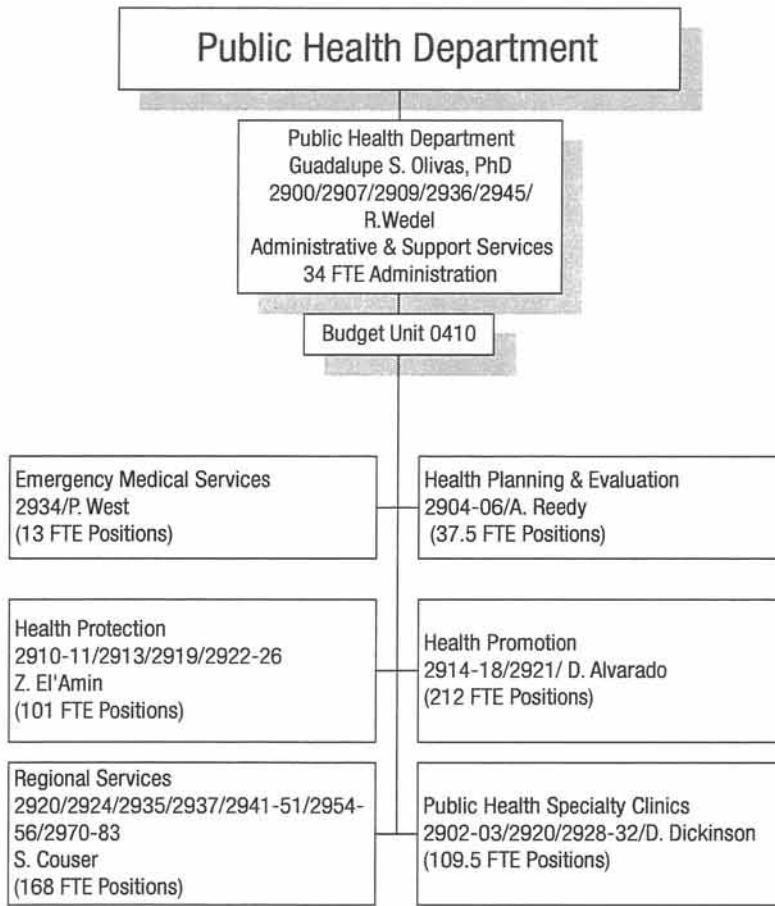 Public Health Department
Public Health Department
Guadalupe S. Olivas, PhD
2900/2907/2909/2936/2945/
R.Wedel
Administrative & Support Services
34 FTE Administration
Budget Unit 0410
Emergency Medical Services
2934/P. West
(13 FTE Positions)
Health Planning & Evaluation
2904-06/A. Reedy
(37.5 FTE Positions)
Health Protection
2910-11/2913/2919/2922-26
Z. El'Amin
(101 FTE Positions)
Health Promotion
2914-18/2921/ D. Alvarado
(212 FTE Positions)
Regional Services
2920/2924/2935/2937/2941-51/2954-
56/2970-83
S. Couser
(168 FTE Positions)
Public Health Specialty Clinics
2902-03/2920/2928-32/D. Dickinson
(109.5 FTE Positions)